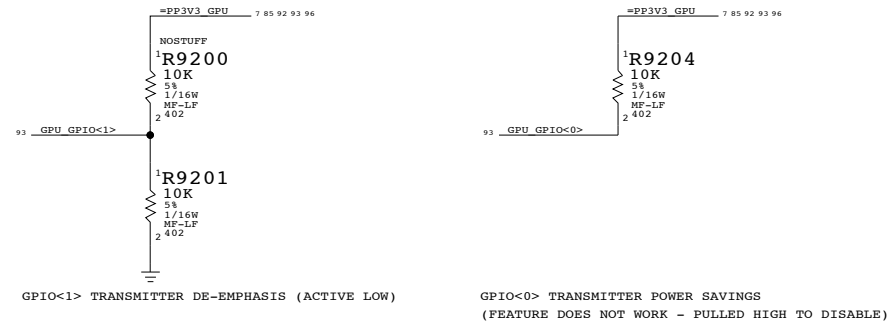 =PP3V3_GPU 7 85 92 93 96
NOSTUFF
1 R9200
10K
5%
1/16W
MF-LF
2 402
93 GPU_GPIO<1>
1 R9201
10K
5%
1/16W
MF-LF
2 402
GPIO<1> TRANSMITTER DE-EMPHASIS (ACTIVE LOW)
=PP3V3_GPU 7 85 92 93 96
1 R9204
10K
5%
1/16W
MF-LF
2 402
93 GPU_GPIO<0>
GPIO<0> TRANSMITTER POWER SAVINGS
(FEATURE DOES NOT WORK - PULLED HIGH TO DISABLE)